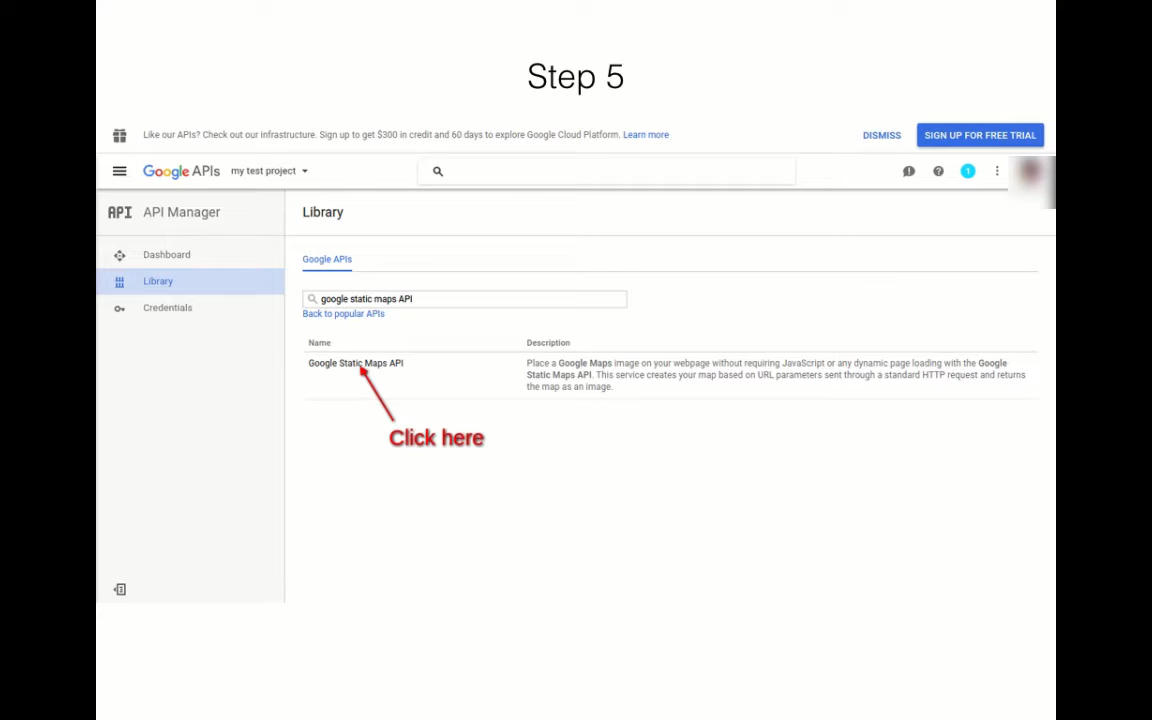 Step 5
Like our APIs? Check out our infrastructure. Sign up to get $300 in credit and 60 days to explore Google Cloud Platform. Learn more
DISMISS
SIGN UP FOR FREE TRIAL
Google APIs
my test project
1
API
API Manager
Library
Dashboard
Library
Credentials
Google APIs
google static maps API
Back to popular APIs
Name
Description
Google Static Maps API
Place a Google Maps image on your webpage without requiring JavaScript or any dynamic page loading with the Google
Static Maps API. This service creates your map based on URL parameters sent through a standard HTTP request and returns
the map as an image.
Click here